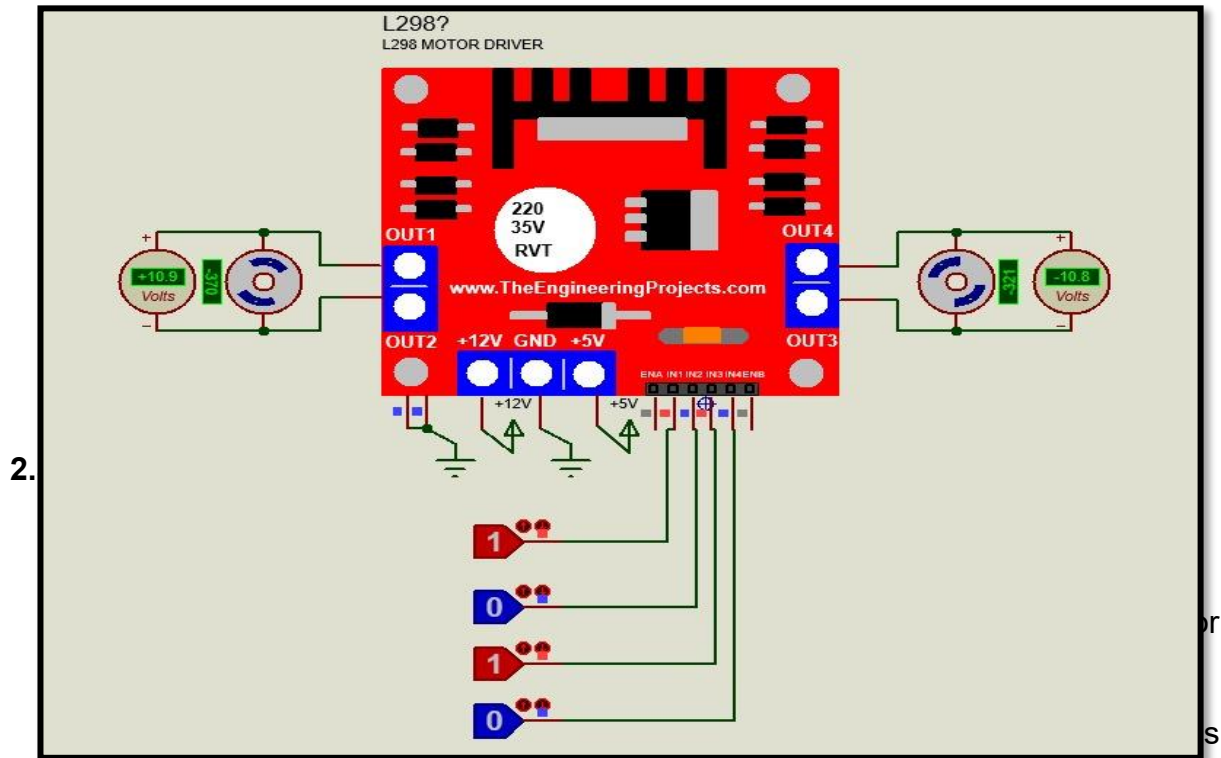 L298?
L298 MOTOR DRIVER
220
35V
RVT
OUT1
OUT4
+10.9
Volts
-370
-321
-10.8
Volts
www.TheEngineeringProjects.com
OUT2
+12V GND +5V
OUT3
ENA IN1 IN2 IN3 IN4 ENB
+12V
+5V
2.
1
0
1
0
or
s